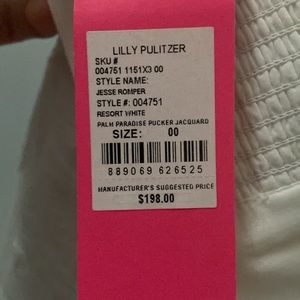 LILLY PULITZER
SKU #
004751 1151X3 00
STYLE NAME:
JESSE ROMPER
STYLE #: 004751
RESORT WHITE
PALM PARADISE PUCKER JACQUARD
SIZE: 00
889069 626525
MANUFACTURER'S SUGGESTED PRICE
$198.00